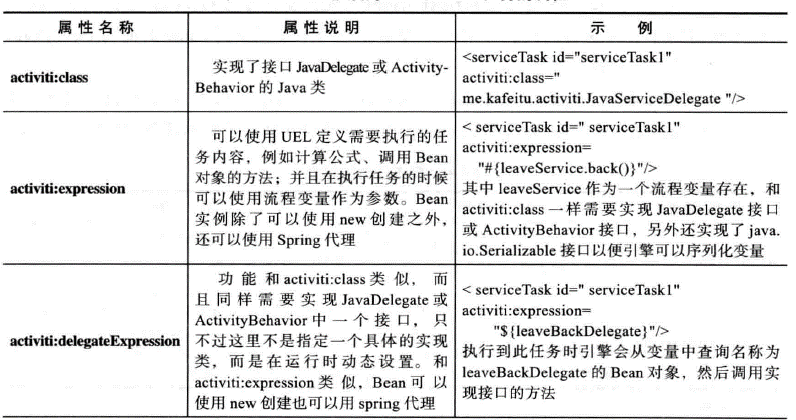 属性名称 属性说明 示 例
activiti:class
实现了接口 JavaDelegate 或 Activity-
Behavior 的 Java 类
<serviceTask id="serviceTask1"
activiti:class="
me.kafeitu.activiti.JavaServiceDelegate "/>
activiti:expression
可以使用 UEL 定义需要执行的任
务内容，例如计算公式、调用 Bean
对象的方法；并且在执行任务的时候
可以使用流程变量作为参数。Bean
实例除了可以使用 new 创建之外，
还可以使用 Spring 代理
< serviceTask id=" serviceTask1"
activiti:expression=
"#{leaveService.back()}"/>
其中 leaveService 作为一个流程变量存在，和
activiti:class 一样需要实现 JavaDelegate 接口
或 ActivityBehavior 接口，另外还实现了 java.
io.Serializable 接口以便引擎可以序列化变量
activiti:delegateExpression
功能和 activiti:class 类似，而
且同样需要实现 JavaDelegate 或
ActivityBehavior 中一个接口，只
不过这里不是指定一个具体的实现
类，而是在运行时动态设置。和
activiti:expression 类似，Bean 可以
使用 new 创建也可以用 spring 代理
< serviceTask id=" serviceTask1"
activiti:expression=
"${leaveBackDelegate}"/>
执行到此任务时引擎会从变量中查询名称为
leaveBackDelegate 的 Bean 对象，然后调用实
现接口的方法